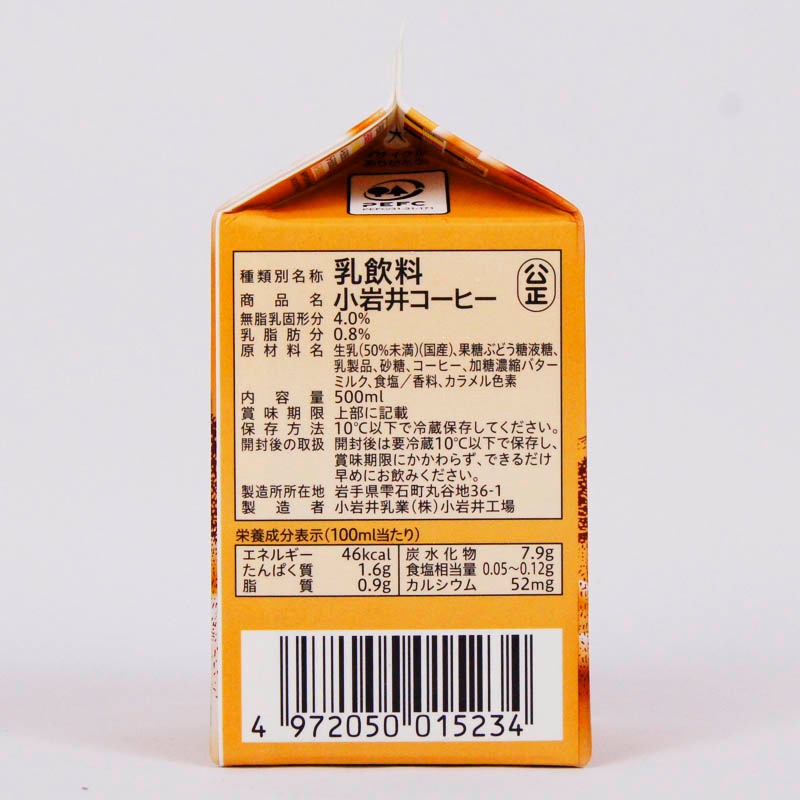 リサイクル
ありがとう
PEFC
種類別名称 乳飲料
公正
商品名 小岩井コーヒー
無脂乳固形分 4.0%
乳脂肪分 0.8%
原材料名 生乳(50%未満)(国産)、果糖ぶどう糖液糖、
乳製品、砂糖、コーヒー、加糖濃縮バター
ミルク、食塩／香料、カラメル色素
内容量 500ml
賞味期限 上部に記載
保存方法 10℃以下で冷蔵保存してください。
開封後の取扱 開封後は要冷蔵10℃以下で保存し、
賞味期限にかかわらず、できるだけ
早めにお飲みください。
製造所所在地 岩手県雫石町丸谷地36-1
製造者 小岩井乳業(株)小岩井工場
栄養成分表示(100ml当たり)
エネルギー 46kcal 炭水化物 7.9g
たんぱく質 1.6g 食塩相当量 0.05〜0.12g
脂質 0.9g カルシウム 52mg
4 972050 015234